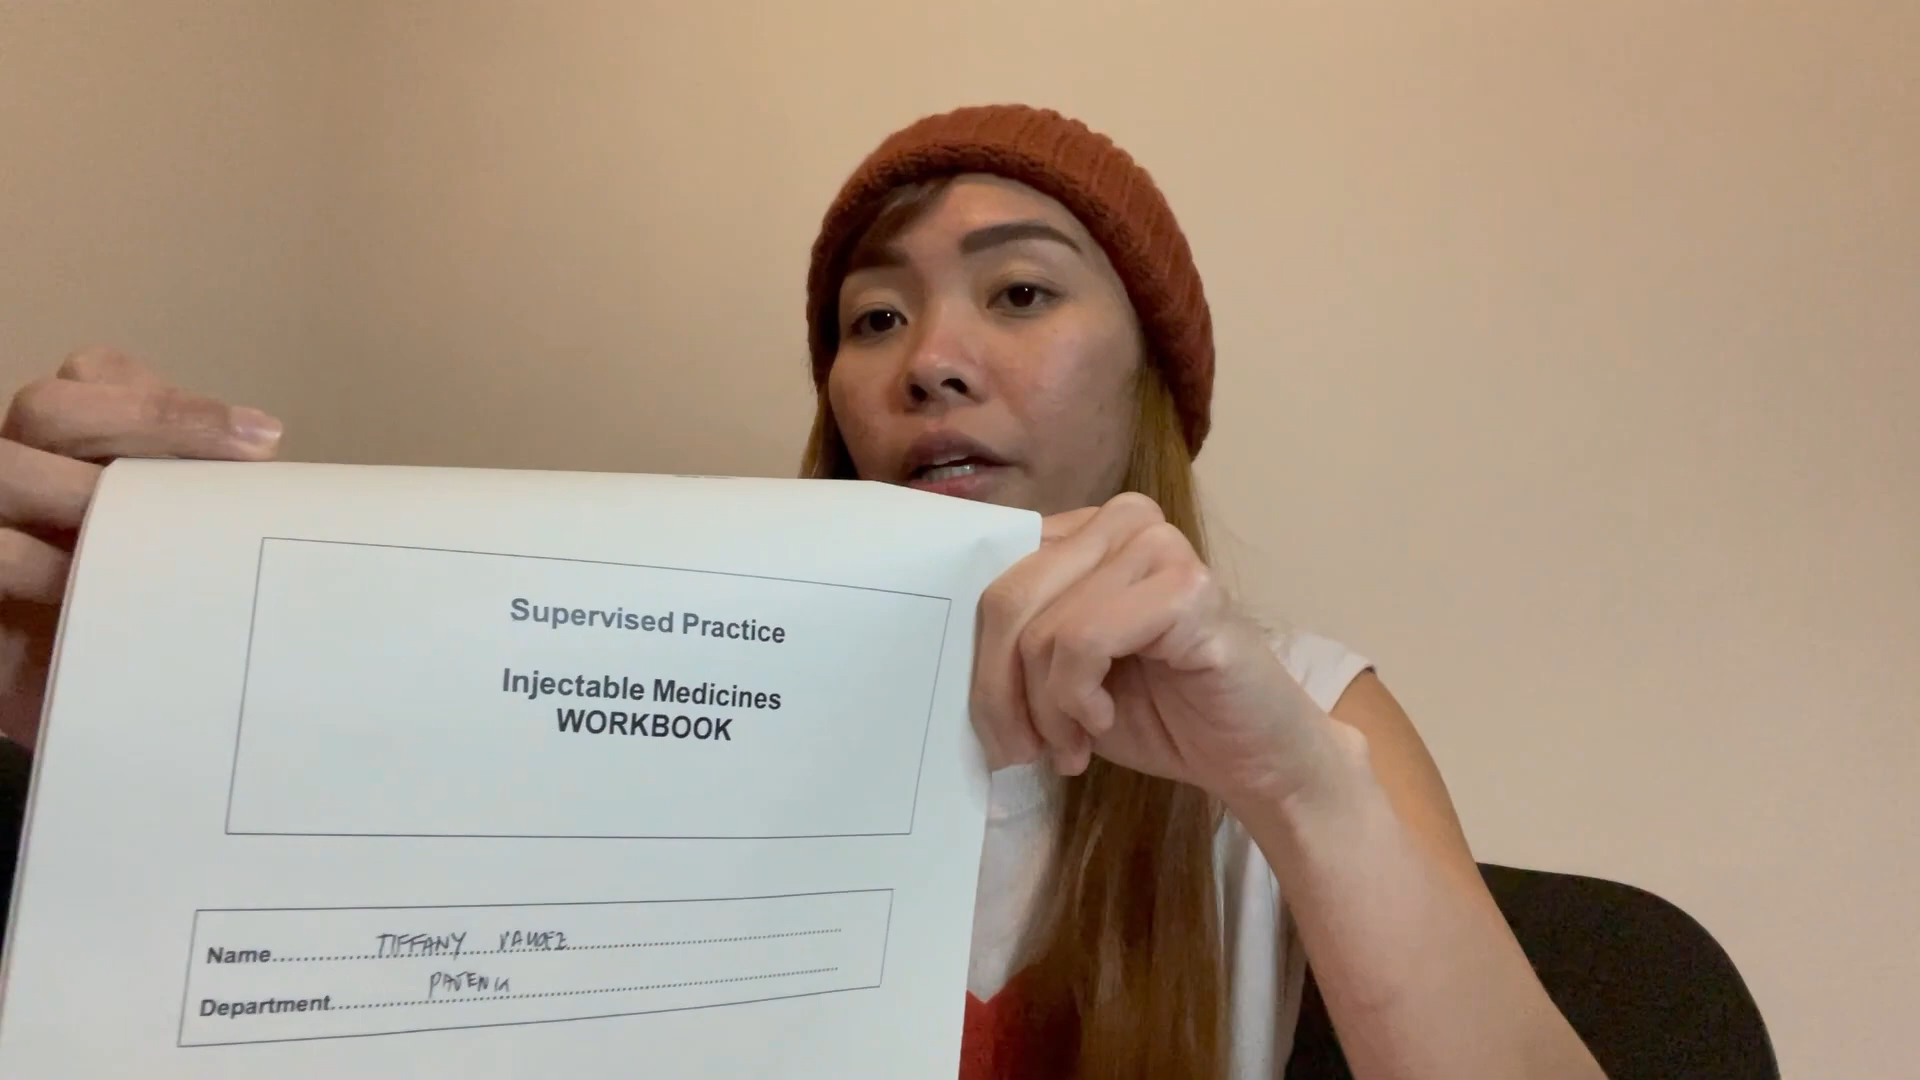 Supervised Practice
Injectable Medicines
WORKBOOK
Name........................TIFFANY
Department........................